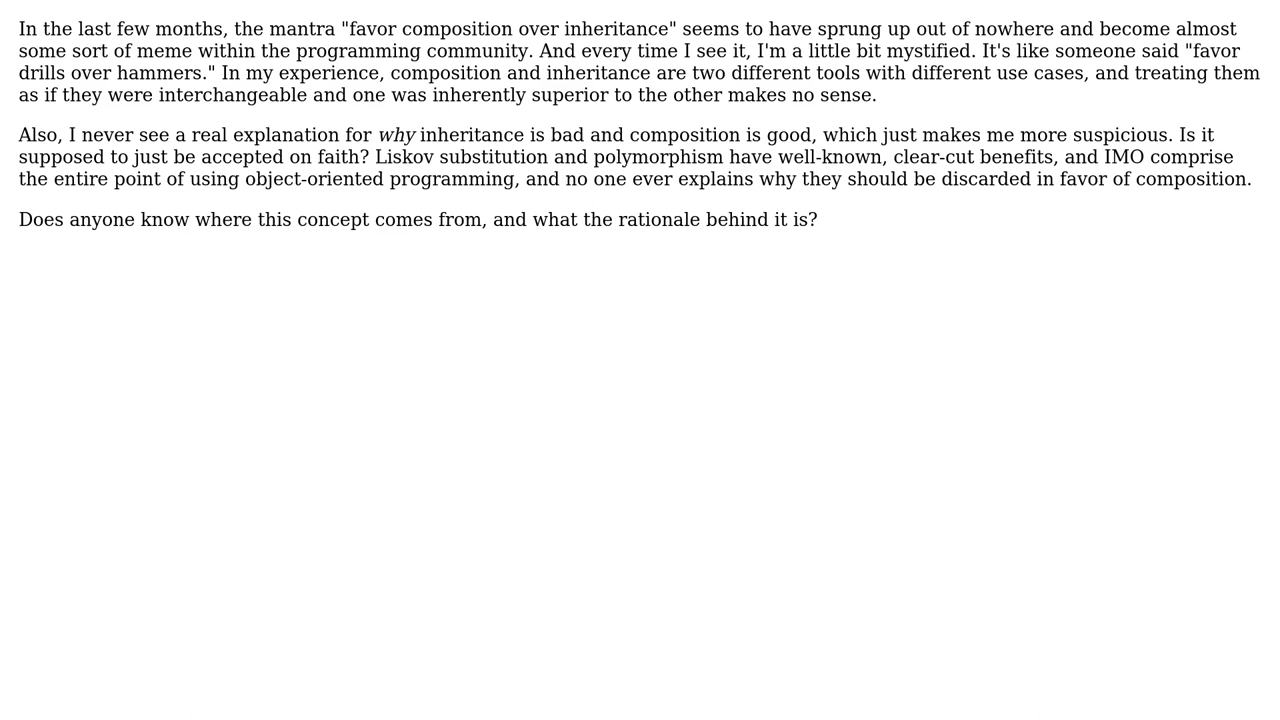 In the last few months, the mantra "favor composition over inheritance" seems to have sprung up out of nowhere and become almost
some sort of meme within the programming community. And every time I see it, I'm a little bit mystified. It's like someone said "favor
drills over hammers." In my experience, composition and inheritance are two different tools with different use cases, and treating them
as if they were interchangeable and one was inherently superior to the other makes no sense.
Also, I never see a real explanation for why inheritance is bad and composition is good, which just makes me more suspicious. Is it
supposed to just be accepted on faith? Liskov substitution and polymorphism have well-known, clear-cut benefits, and IMO comprise
the entire point of using object-oriented programming, and no one ever explains why they should be discarded in favor of composition.
Does anyone know where this concept comes from, and what the rationale behind it is?